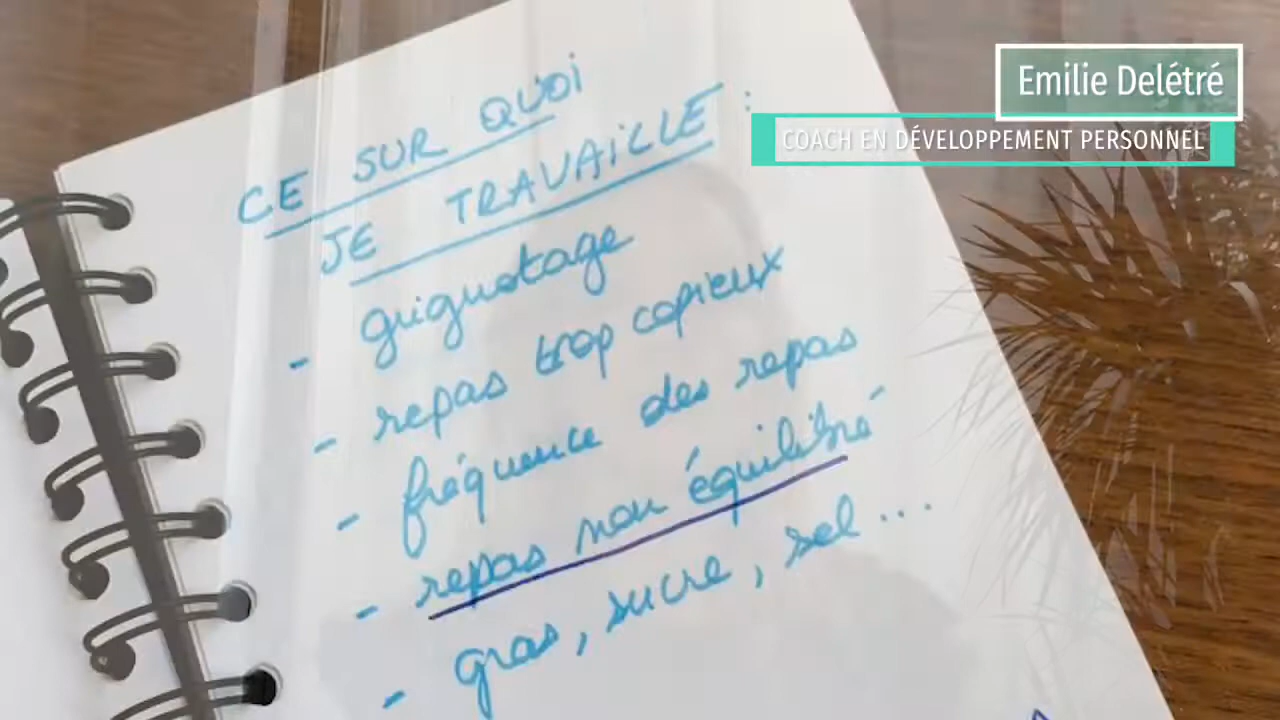 CE SUR QUOI
JE TRAVAILLE :
- grignotage
- repas trop copieux
- fréquence des repas
- repas non équilibré
- gras, sucre, sel ...
Emilie Delétré
COACH EN DÉVELOPPEMENT PERSONNEL